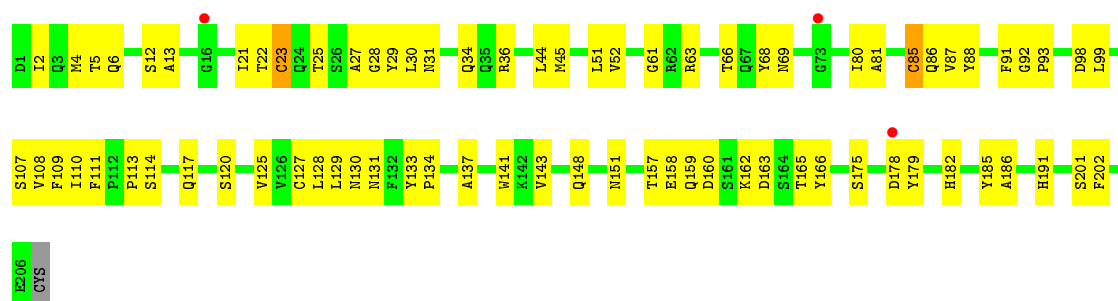 D1 I2 Q3 M4 T5 Q6 S12 A13 G16 I21 T22 C23 Q24 T25 S26 A27 G28 Y29 L30 N31 Q34 Q35 R36 L44 M45 L51 V52 G61 R62 R63 T66 Q67 Y68 N69 G73 I80 A81 C85 Q86 V87 Y88 F91 G92 P93 D98 L99
S107 V108 F109 I110 F111 P112 P113 S114 Q117 S120 V125 V126 C127 L128 L129 N130 N131 F132 Y133 P134 A137 W141 K142 V143 Q148 N151 T157 E158 Q159 D160 S161 K162 D163 S164 T165 Y166 S175 D178 Y179 H182 Y185 A186 H191 S201 F202
E206 CYS